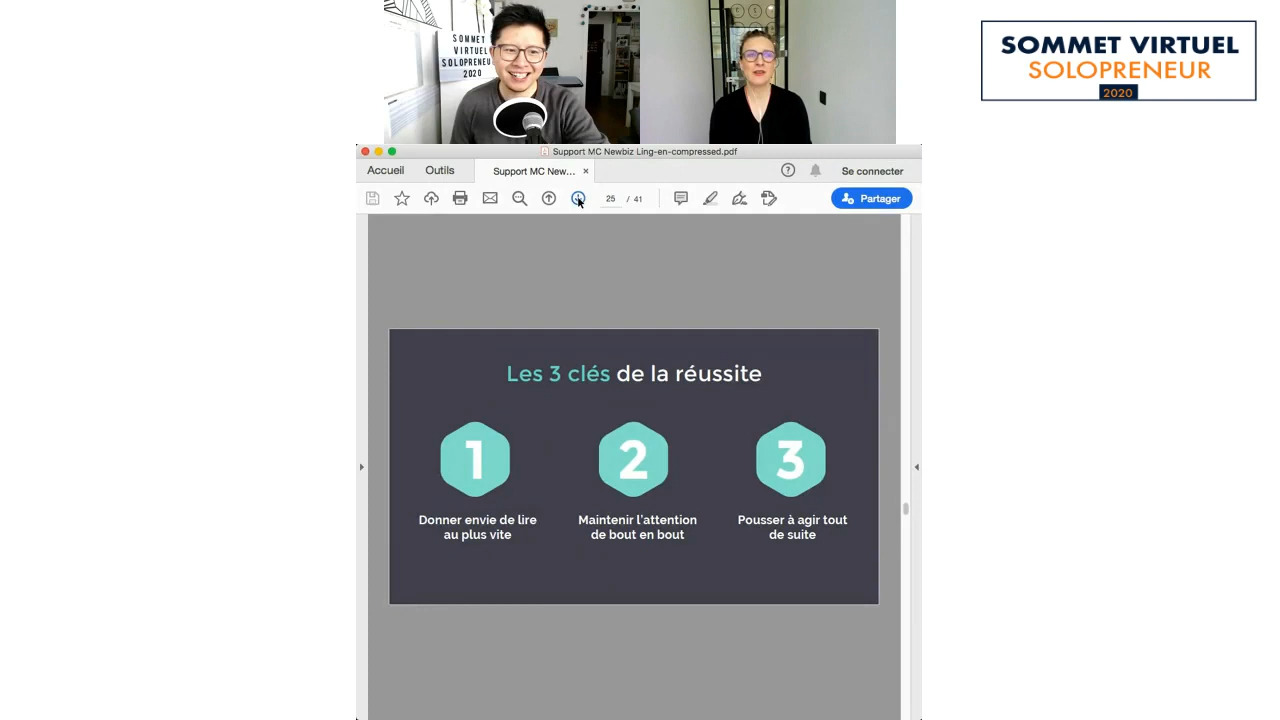 SOMMET
VIRTUEL
SOLOPRENEU
2020
SOMMET VIRTUEL
SOLOPRENEUR
2020
Support MC Newbiz Ling-en-compressed.pdf
Accueil
Outils
Support MC New...
×
?
Se connecter
25 / 41
Partager
Les 3 clés de la réussite
1
2
3
Donner envie de lire
au plus vite
Maintenir l'attention
de bout en bout
Pousser à agir tout
de suite